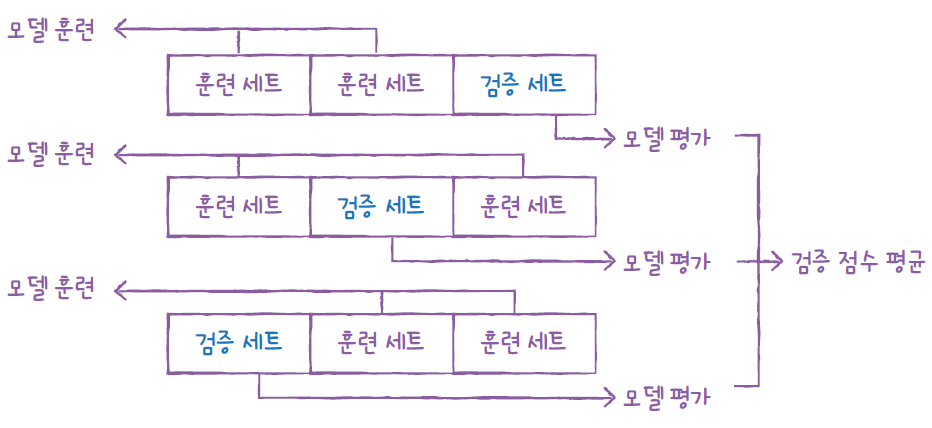 모델 훈련
훈련 세트 훈련 세트 검증 세트
모델 평가
모델 훈련
훈련 세트 검증 세트 훈련 세트
모델 평가
검증 점수 평균
모델 훈련
검증 세트 훈련 세트 훈련 세트
모델 평가